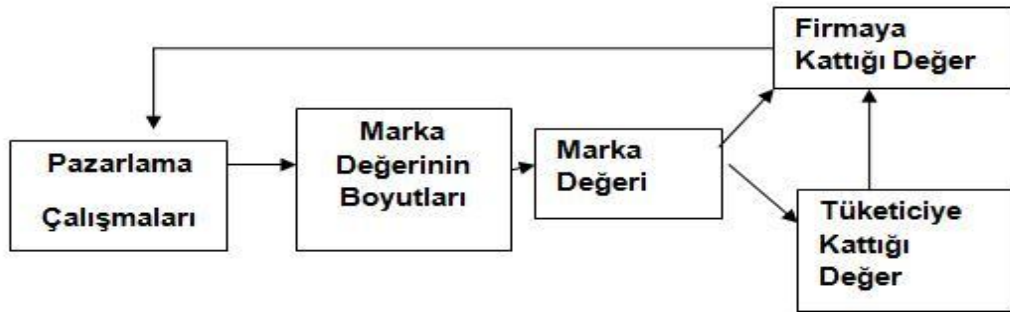 Firmaya
Kattığı Değer
Pazarlama
Çalışmaları
Marka
Değerinin
Boyutları
Marka
Değeri
Tüketiciye
Kattığı
Değer